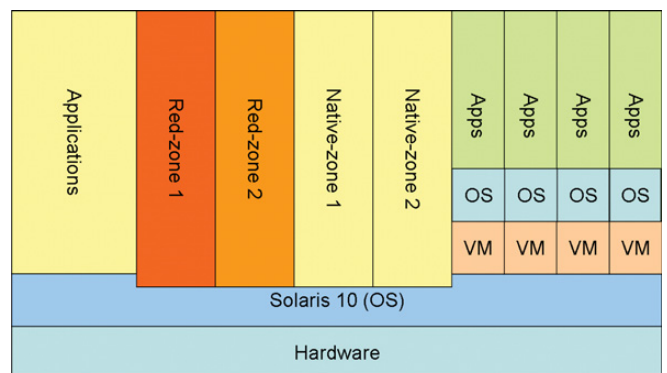 Applications
Red-zone 1
Red-zone 2
Native-zone 1
Native-zone 2
Apps
Apps
Apps
Apps
OS
OS
OS
OS
VM
VM
VM
VM
Solaris 10 (OS)
Hardware